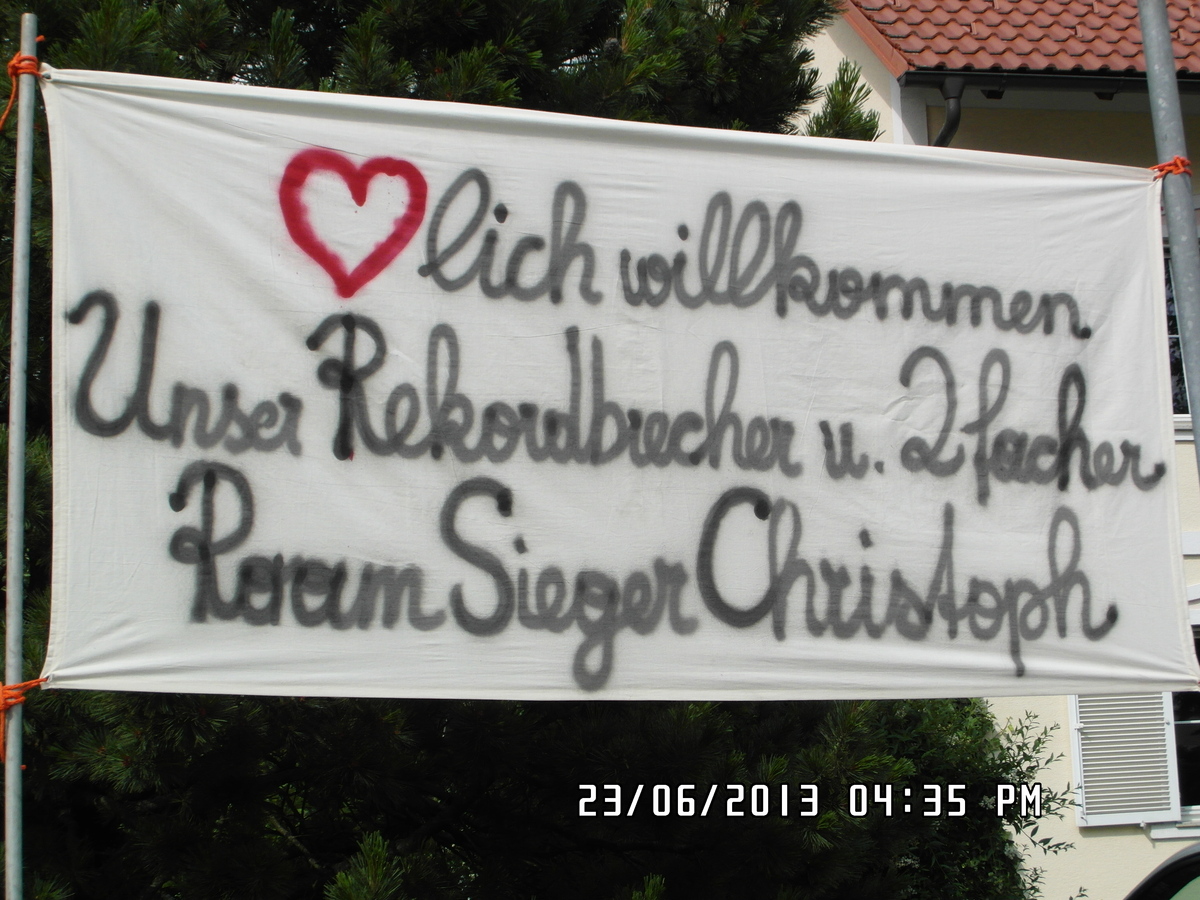 ❤lich willkommen
Unser Rekordbrecher u. 2facher
Raam Sieger Christoph
23/06/2013 04:35 PM